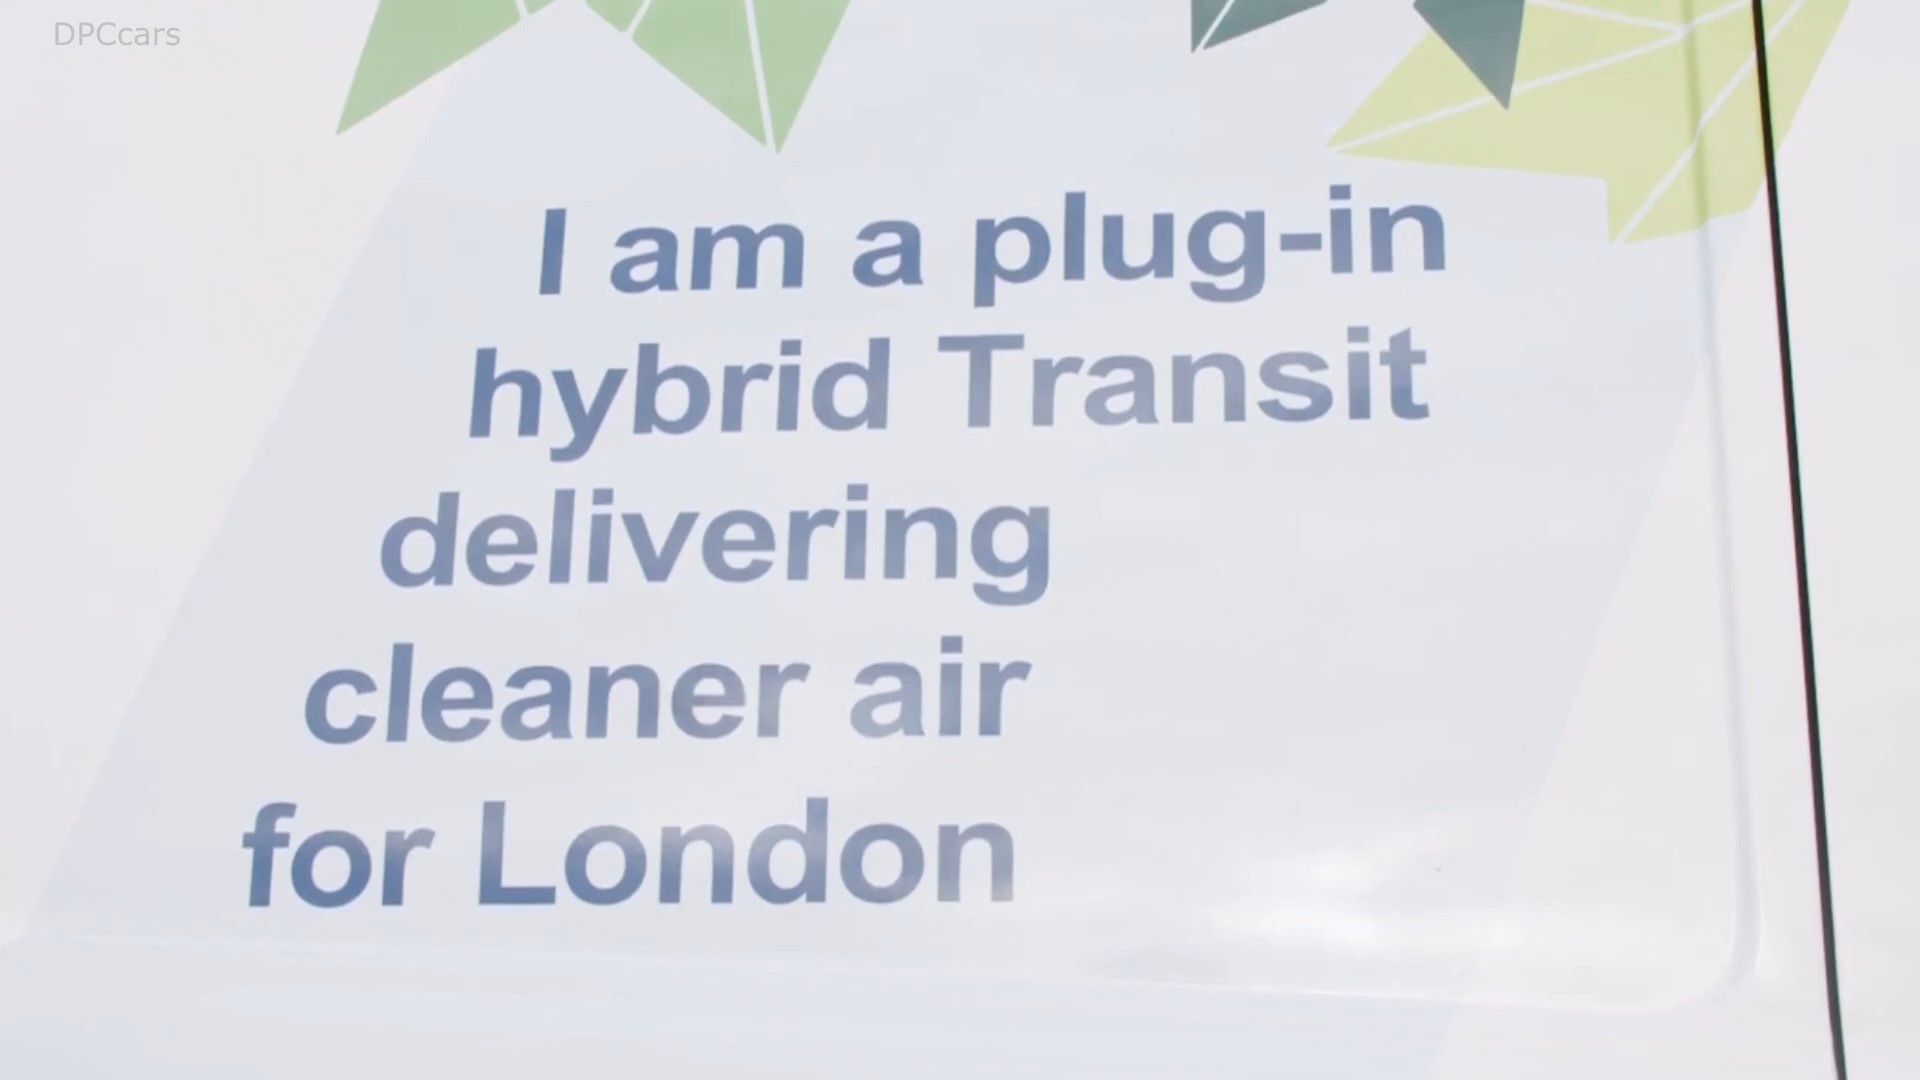 DPCcars
I am a plug-in
hybrid Transit
delivering
cleaner air
for London